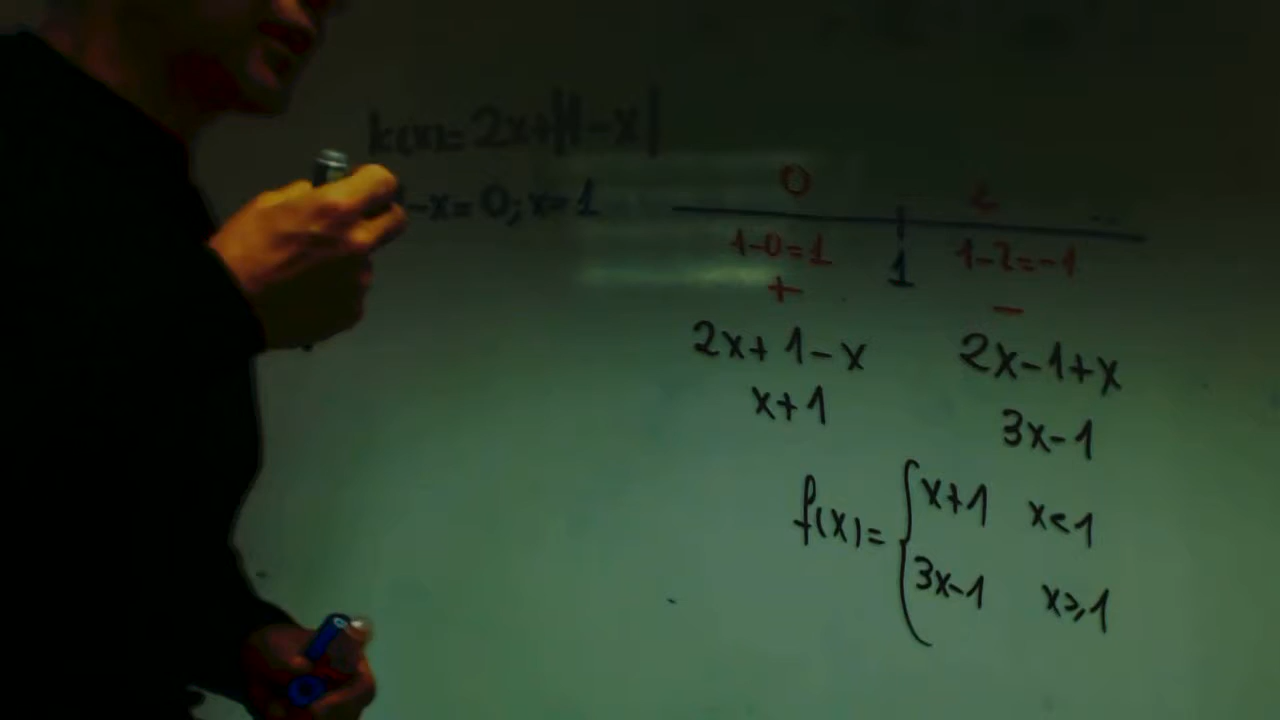 k(x)=2x+|1-x|
1-x=0; x=1
0 2
1-0=1 1 1-2=-1
+ -
2x+1-x 2x-1+x
x+1 3x-1
f(x)= { x+1 x<1
3x-1 x⩾1